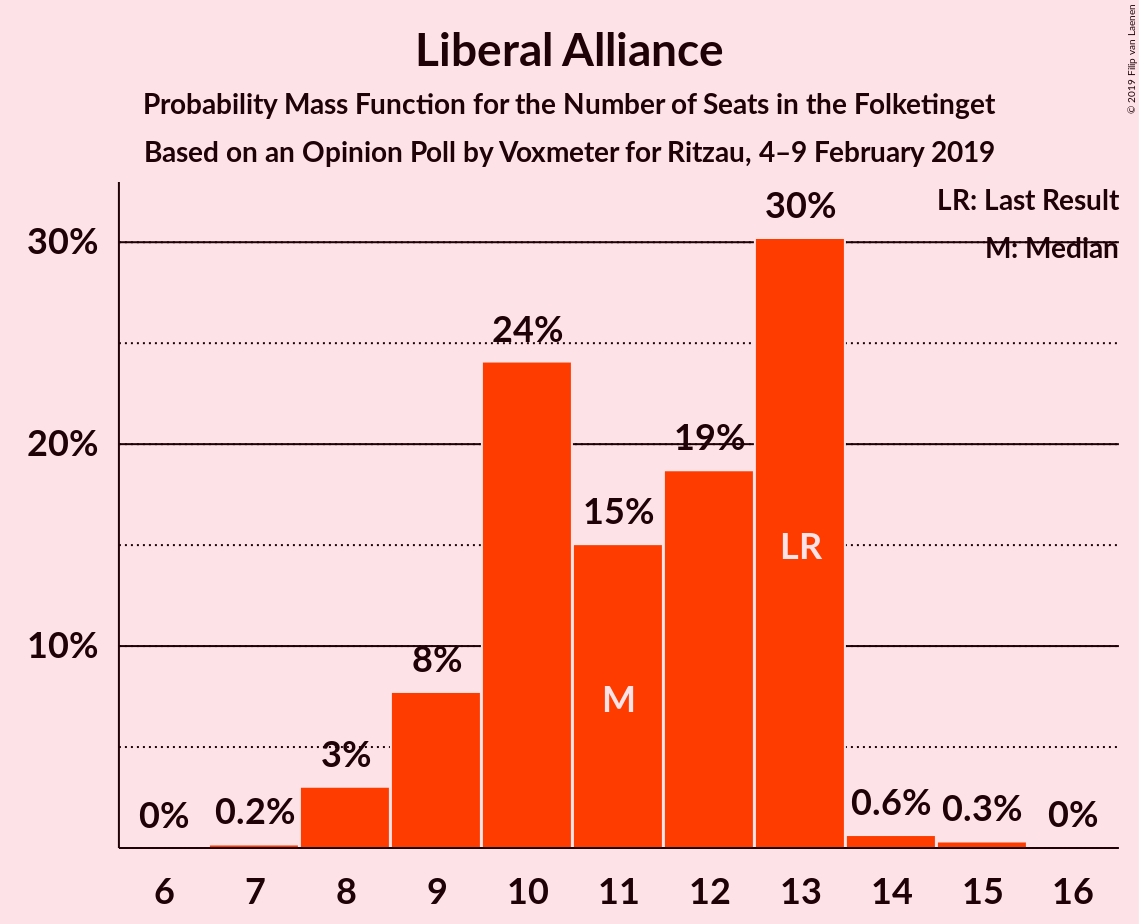 Liberal Alliance
Probability Mass Function for the Number of Seats in the Folketinget
Based on an Opinion Poll by Voxmeter for Ritzau, 4–9 February 2019
© 2019 Filip van Laenen
LR: Last Result
M: Median
30%
20%
10%
0%
0.2%
3%
8%
24%
15%
19%
30%
0.6%
0.3%
0%
M
LR
6 7 8 9 10 11 12 13 14 15 16